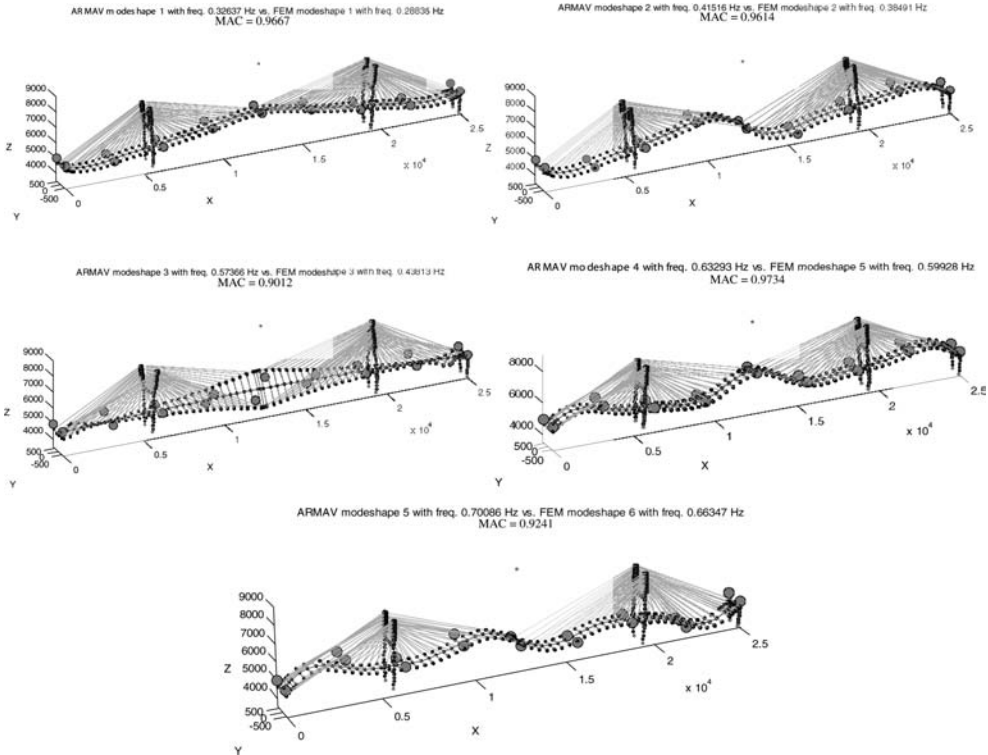 ARMAV modeshape 1 with freq. 0.32637 Hz vs. FEM modeshape 1 with freq. 0.28835 Hz
MAC = 0.9667
9000
8000
7000
6000
5000
4000
Z
500
0
-500
Y
0
0.5
1
1.5
2
2.5
X
x 10⁴
ARMAV modeshape 2 with freq. 0.41516 Hz vs. FEM modeshape 2 with freq. 0.38491 Hz
MAC = 0.9614
9000
8000
7000
6000
5000
4000
Z
500
0
-500
Y
0
0.5
1
1.5
2
2.5
X
x 10⁴
ARMAV modeshape 3 with freq. 0.57366 Hz vs. FEM modeshape 3 with freq. 0.43813 Hz
MAC = 0.9012
9000
8000
7000
6000
5000
4000
Z
500
0
-500
Y
0
0.5
1
1.5
2
2.5
X
x 10⁴
ARMAV modeshape 4 with freq. 0.63293 Hz vs. FEM modeshape 5 with freq. 0.59928 Hz
MAC = 0.9734
8000
6000
4000
Z
500
0
-500
Y
0
0.5
1
1.5
2
2.5
X
x 10⁴
ARMAV modeshape 5 with freq. 0.70086 Hz vs. FEM modeshape 6 with freq. 0.66347 Hz
MAC = 0.9241
9000
8000
7000
6000
5000
4000
Z
500
0
-500
Y
0
0.5
1
1.5
2
2.5
X
x 10⁴